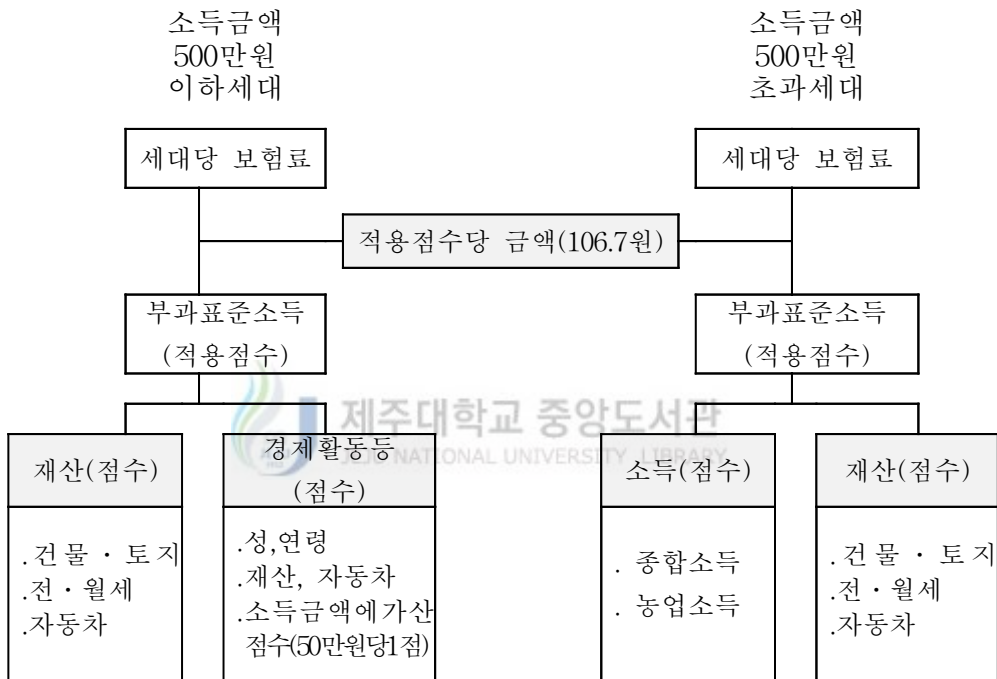 소득금액
500만원
이하세대
소득금액
500만원
초과세대
세대당 보험료
세대당 보험료
적용점수당 금액(106.7원)
부과표준소득
(적용점수)
부과표준소득
(적용점수)
제주대학교 중앙도서관
JEJU NATIONAL UNIVERSITY LIBRARY
재산(점수)
경제활동등
(점수)
소득(점수)
재산(점수)
.건물·토지
.전·월세
.자동차
.성,연령
.재산, 자동차
.소득금액에가산
점수(50만원당1점)
. 종합소득
. 농업소득
.건물·토지
.전·월세
.자동차